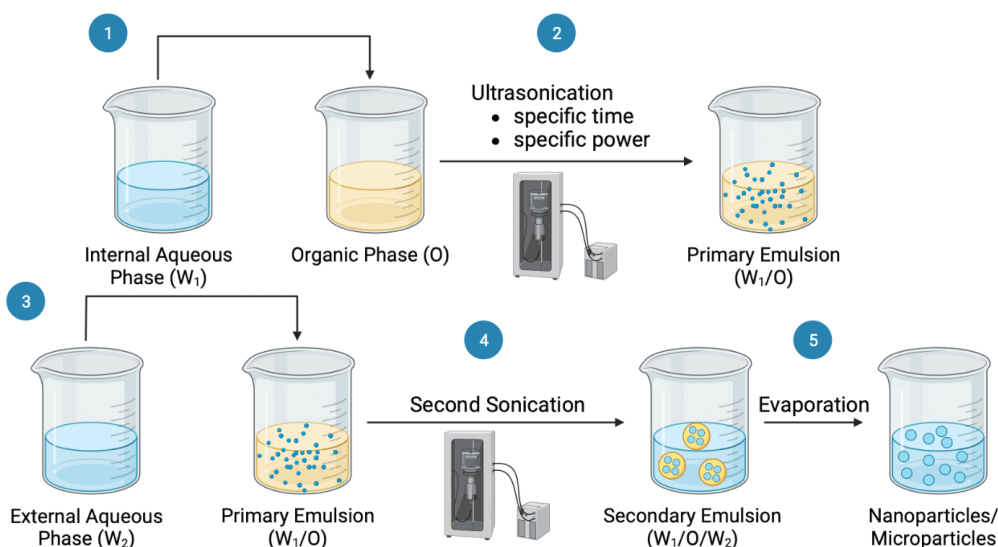 1
2
Ultrasonication
• specific time
• specific power
Internal Aqueous
Phase (W₁)
Organic Phase (O)
Primary Emulsion
(W₁/O)
3
4
5
Second Sonication
Evaporation
External Aqueous
Phase (W₂)
Primary Emulsion
(W₁/O)
Secondary Emulsion
(W₁/O/W₂)
Nanoparticles/
Microparticles